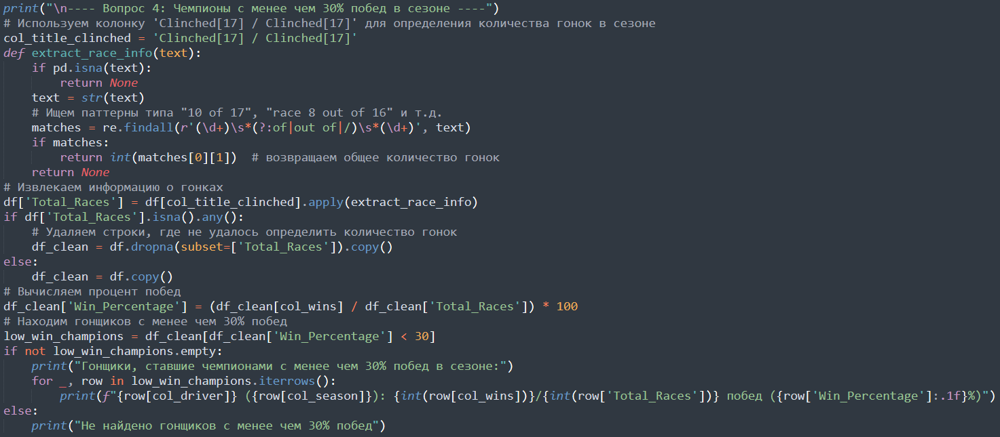 print("\n---- Вопрос 4: Чемпионы с менее чем 30% побед в сезоне ----")
# Используем колонку 'Clinched[17] / Clinched[17]' для определения количества гонок в сезоне
col_title_clinched = 'Clinched[17] / Clinched[17]'
def extract_race_info(text):
    if pd.isna(text):
        return None
    text = str(text)
    # Ищем паттерны типа "10 of 17", "race 8 out of 16" и т.д.
    matches = re.findall(r'(\d+)\s*(?:of|out of|/)\s*(\d+)', text)
    if matches:
        return int(matches[0][1])  # возвращаем общее количество гонок
    return None
# Извлекаем информацию о гонках
df['Total_Races'] = df[col_title_clinched].apply(extract_race_info)
if df['Total_Races'].isna().any():
    # Удаляем строки, где не удалось определить количество гонок
    df_clean = df.dropna(subset=['Total_Races']).copy()
else:
    df_clean = df.copy()
# Вычисляем процент побед
df_clean['Win_Percentage'] = (df_clean[col_wins] / df_clean['Total_Races']) * 100
# Находим гонщиков с менее чем 30% побед
low_win_champions = df_clean[df_clean['Win_Percentage'] < 30]
if not low_win_champions.empty:
    print("Гонщики, ставшие чемпионами с менее чем 30% побед в сезоне:")
    for _, row in low_win_champions.iterrows():
        print(f"{row[col_driver]} ({row[col_season]}): {int(row[col_wins])}/{int(row['Total_Races'])} побед ({row['Win_Percentage']:.1f}%)")
else:
    print("Не найдено гонщиков с менее чем 30% побед")